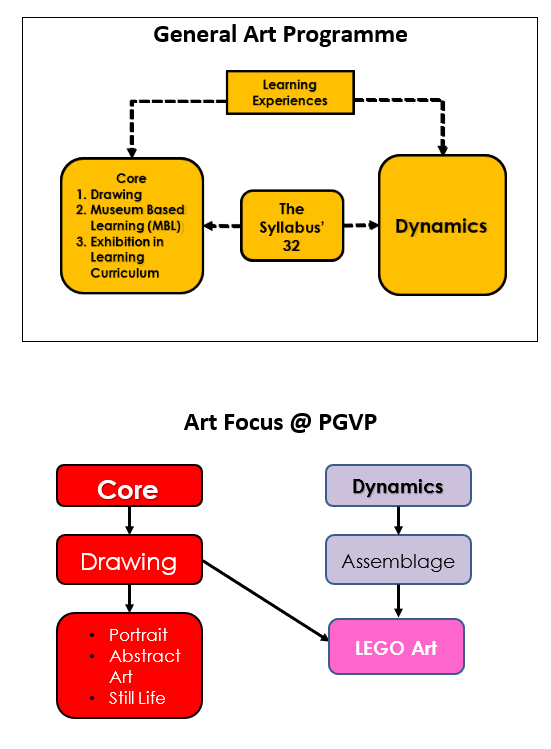 General Art Programme
Learning
Experiences
Core
1. Drawing
2. Museum Based
Learning (MBL)
3. Exhibition in
Learning
Curriculum
The
Syllabus’
32
Dynamics
Art Focus @ PGVP
Core
Dynamics
Drawing
Assemblage
• Portrait
• Abstract
Art
• Still Life
LEGO Art